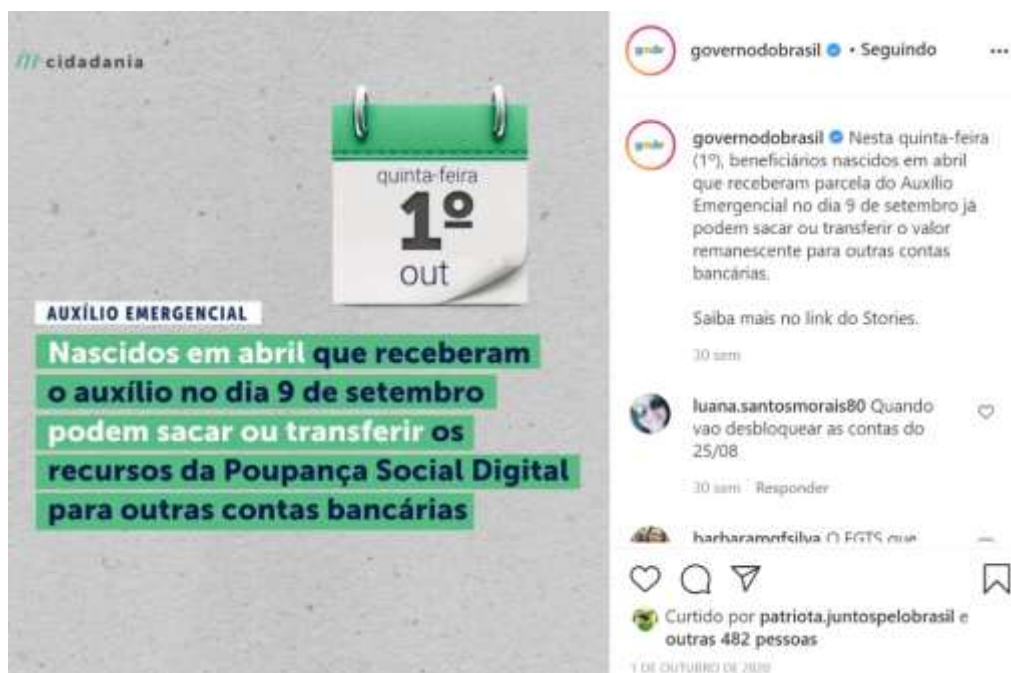 cidadania
quinta-feira
1º
out
AUXÍLIO EMERGENCIAL
Nascidos em abril que receberam
o auxílio no dia 9 de setembro
podem sacar ou transferir os
recursos da Poupança Social Digital
para outras contas bancárias
governodobrasil • Seguindo
governodobrasil Nesta quinta-feira
(1º), beneficiários nascidos em abril
que receberam parcela do Auxílio
Emergencial no dia 9 de setembro já
podem sacar ou transferir o valor
remanescente para outras contas
bancárias.
Saiba mais no link do Stories.
30 sem
luana.santosmorais80 Quando
vao desbloquear as contas do
25/08
30 sem Responder
O FGTS que
Curtido por patriota.juntospelobrasil e
outras 482 pessoas
1 DE OUTUBRO DE 2020